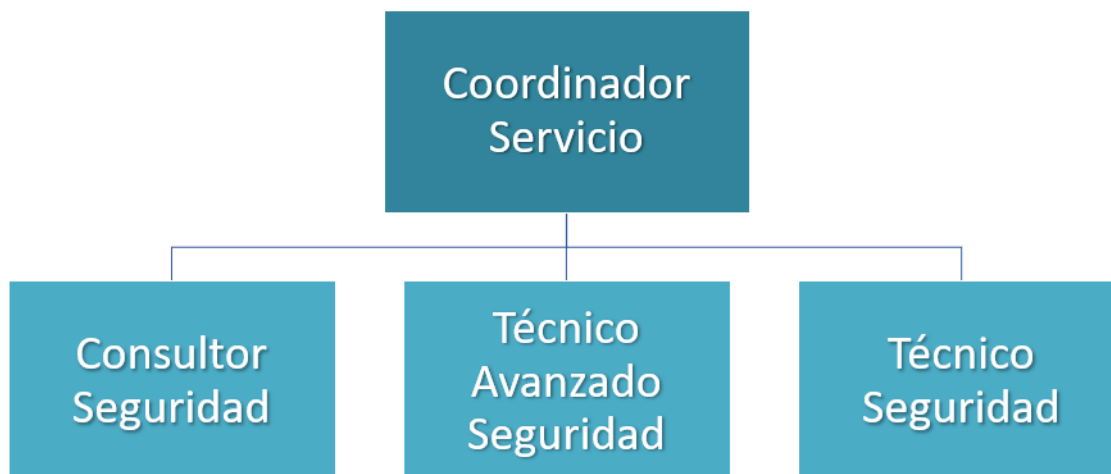 Coordinador
Servicio
Consultor
Seguridad
Técnico
Avanzado
Seguridad
Técnico
Seguridad